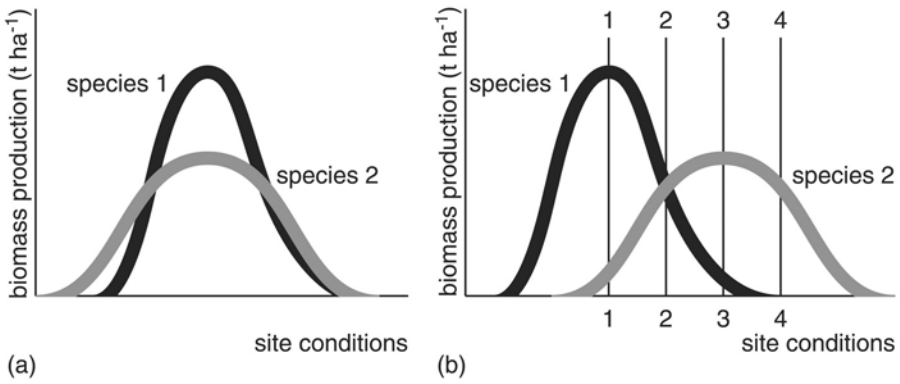 biomass production (t ha⁻¹)
species 1
species 2
site conditions
(a)
biomass production (t ha⁻¹)
1 2 3 4
species 1
species 2
1 2 3 4
site conditions
(b)